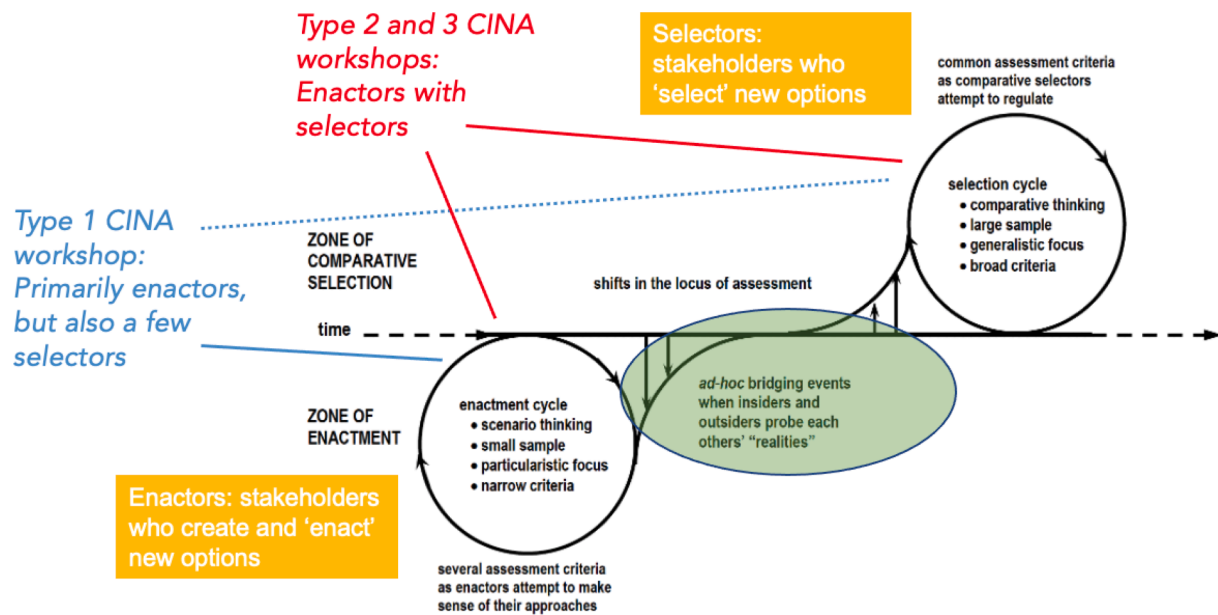 Type 2 and 3 CINA
workshops:
Enactors with
selectors
Selectors:
stakeholders who
‘select’ new options
common assessment criteria
as comparative selectors
attempt to regulate
selection cycle
• comparative thinking
• large sample
• generalistic focus
• broad criteria
Type 1 CINA
workshop:
Primarily enactors,
but also a few
selectors
ZONE OF
COMPARATIVE
SELECTION
shifts in the locus of assessment
time
ad-hoc bridging events
when insiders and
outsiders probe each
others’ “realities”
ZONE OF
ENACTMENT
enactment cycle
• scenario thinking
• small sample
• particularistic focus
• narrow criteria
Enactors: stakeholders
who create and ‘enact’
new options
several assessment criteria
as enactors attempt to make
sense of their approaches